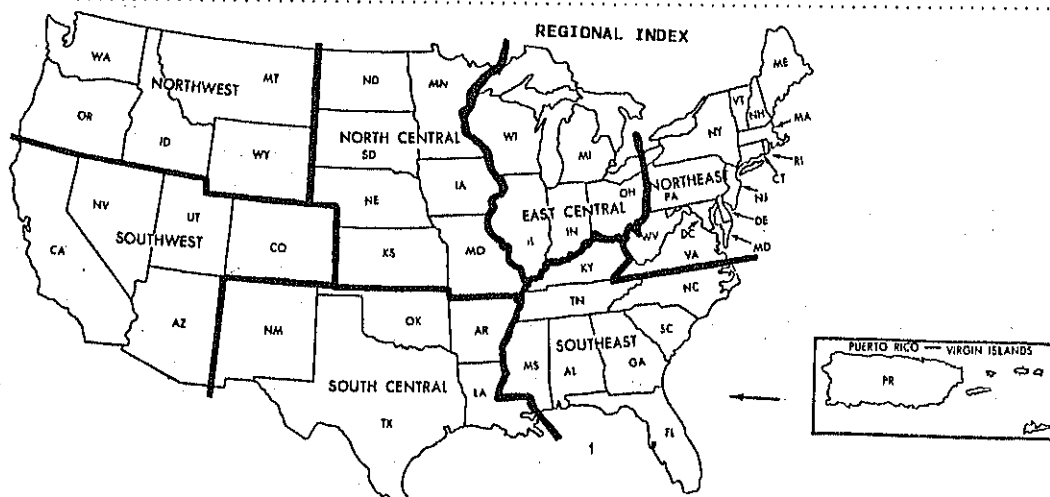 REGIONAL INDEX
WA
MT
ND
MN
ME
NORTHWEST
OR
ID
WY
NORTH CENTRAL
SD
WI
MI
VT
NH
NY
MA
RI
CT
NE
IA
OH
NORTHEAST
PA
NJ
NV
UT
CO
SOUTHWEST
CA
KS
MO
EAST CENTRAL
IL
IN
WV
DC
DE
MD
VA
KY
AZ
NM
OK
AR
TN
NC
SC
SOUTHEAST
MS
AL
GA
SOUTH CENTRAL
TX
LA
FL
1
PUERTO RICO — VIRGIN ISLANDS
PR